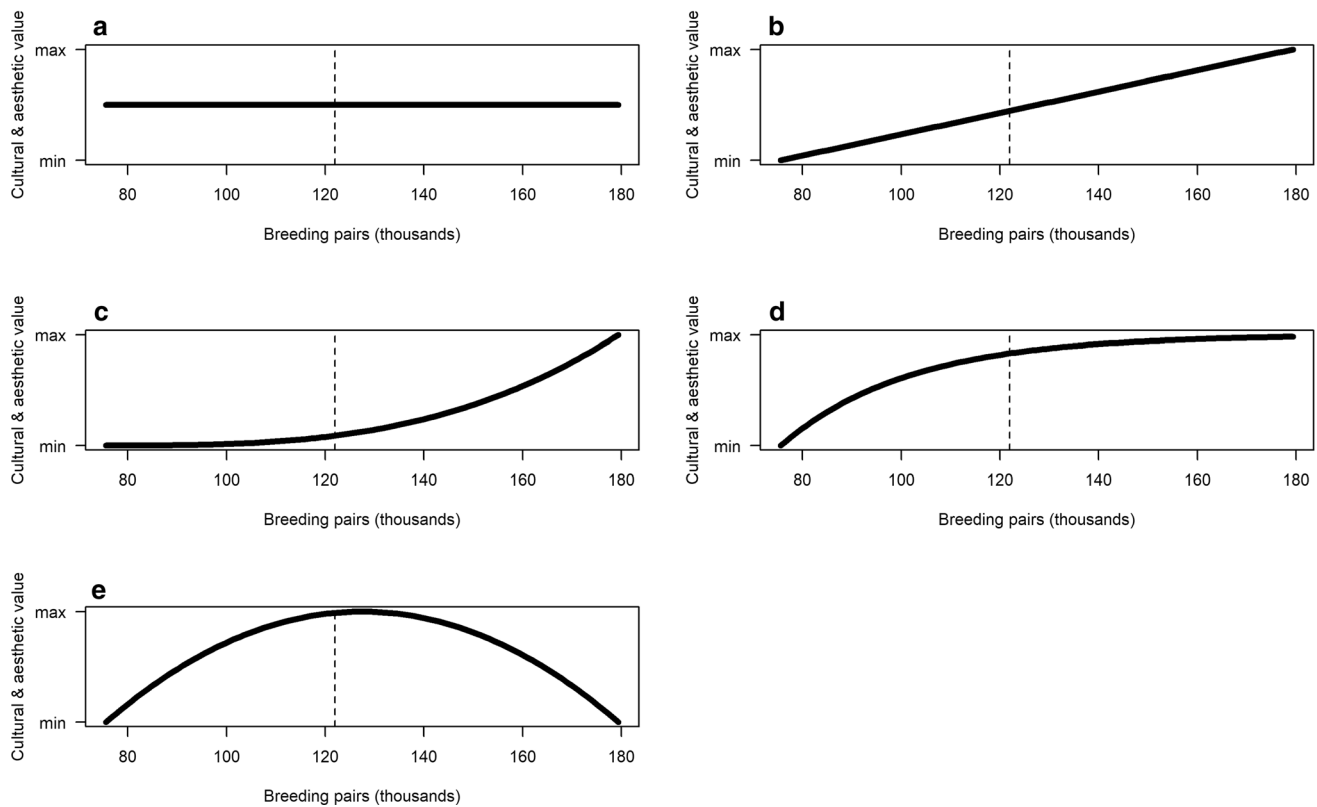 a
Cultural & aesthetic value
max
min
80 100 120 140 160 180
Breeding pairs (thousands)
b
Cultural & aesthetic value
max
min
80 100 120 140 160 180
Breeding pairs (thousands)
c
Cultural & aesthetic value
max
min
80 100 120 140 160 180
Breeding pairs (thousands)
d
Cultural & aesthetic value
max
min
80 100 120 140 160 180
Breeding pairs (thousands)
e
Cultural & aesthetic value
max
min
80 100 120 140 160 180
Breeding pairs (thousands)